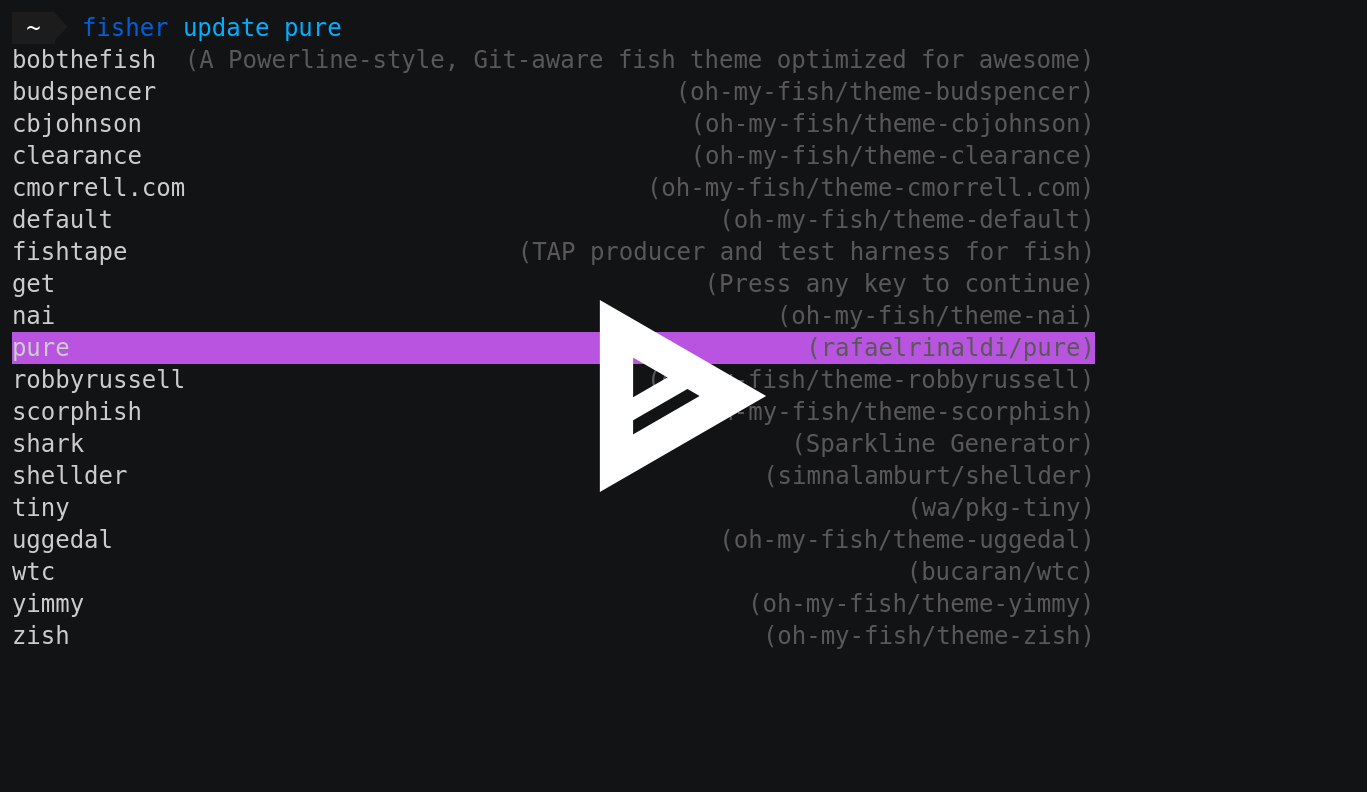 ~ fisher update pure
bobthefish (A Powerline-style, Git-aware fish theme optimized for awesome)
budspencer (oh-my-fish/theme-budspencer)
cbjohnson (oh-my-fish/theme-cbjohnson)
clearance (oh-my-fish/theme-clearance)
cmorrell.com (oh-my-fish/theme-cmorrell.com)
default (oh-my-fish/theme-default)
fishtape (TAP producer and test harness for fish)
get (Press any key to continue)
nai (oh-my-fish/theme-nai)
pure (rafaelrinaldi/pure)
robbyrussell -fish/theme-robbyrussell)
scorphish -my-fish/theme-scorphish)
shark (Sparkline Generator)
shellder (simnalamburt/shellder)
tiny (wa/pkg-tiny)
uggedal (oh-my-fish/theme-uggedal)
wtc (bucaran/wtc)
yimmy (oh-my-fish/theme-yimmy)
zish (oh-my-fish/theme-zish)